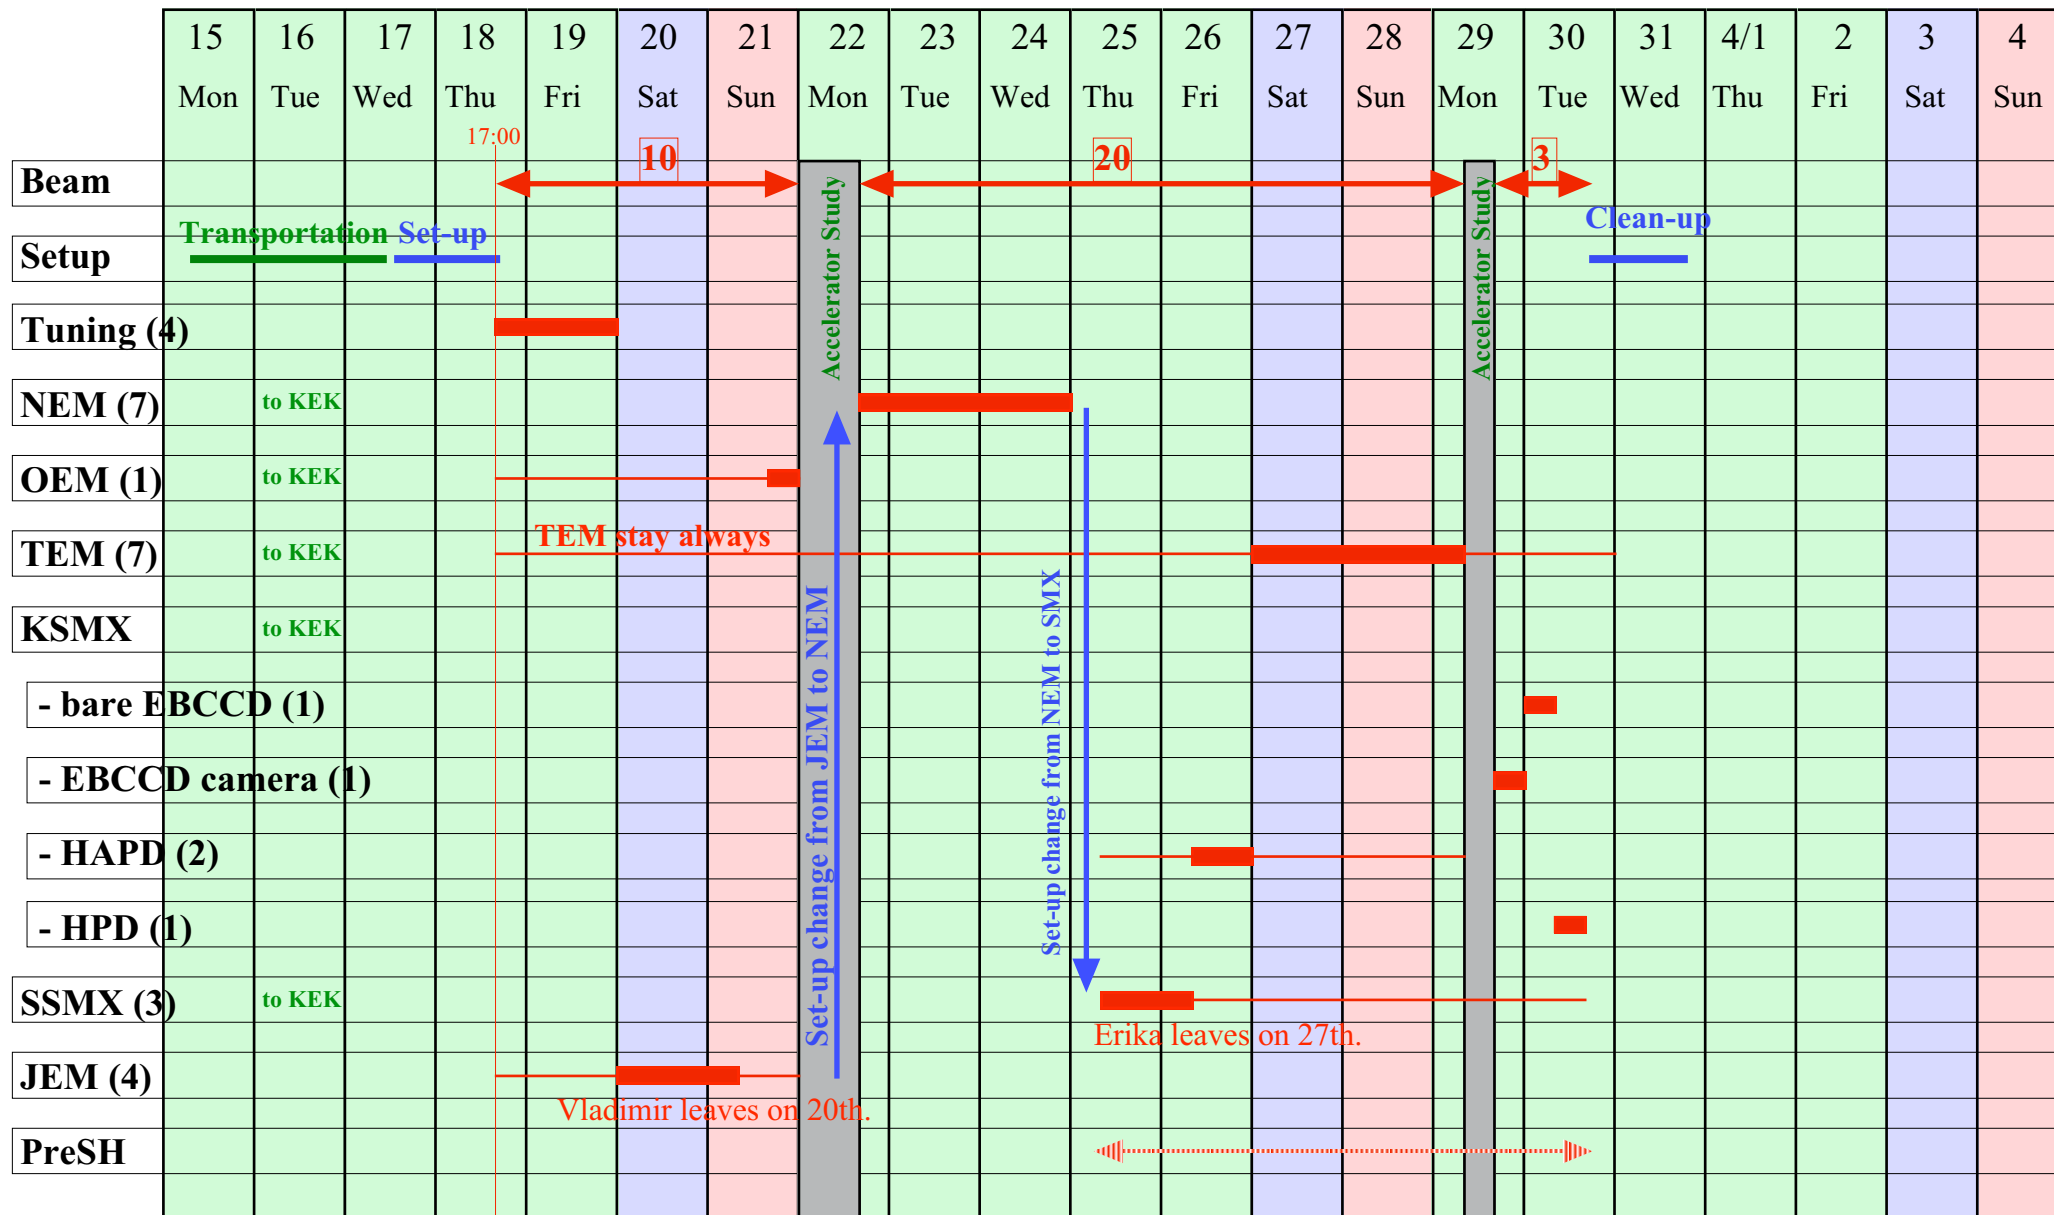 15 16 17 18 19 20 21 22 23 24 25 26 27 28 29 30 31 4/1 2 3 4
Mon Tue Wed Thu Fri Sat Sun Mon Tue Wed Thu Fri Sat Sun Mon Tue Wed Thu Fri Sat Sun
17:00
Beam 10 20 3
Accelerator Study
Accelerator Study
Transportation Set-up Clean-up
Setup
Tuning (4)
NEM (7) to KEK
OEM (1) to KEK
TEM stay always
TEM (7) to KEK
Set-up change from JEM to NEM
Set-up change from NEM to SMX
KSMX to KEK
- bare EBCCD (1)
- EBCCD camera (1)
- HAPD (2)
- HPD (1)
SSMX (3) to KEK
Erika leaves on 27th.
JEM (4)
Vladimir leaves on 20th.
PreSH